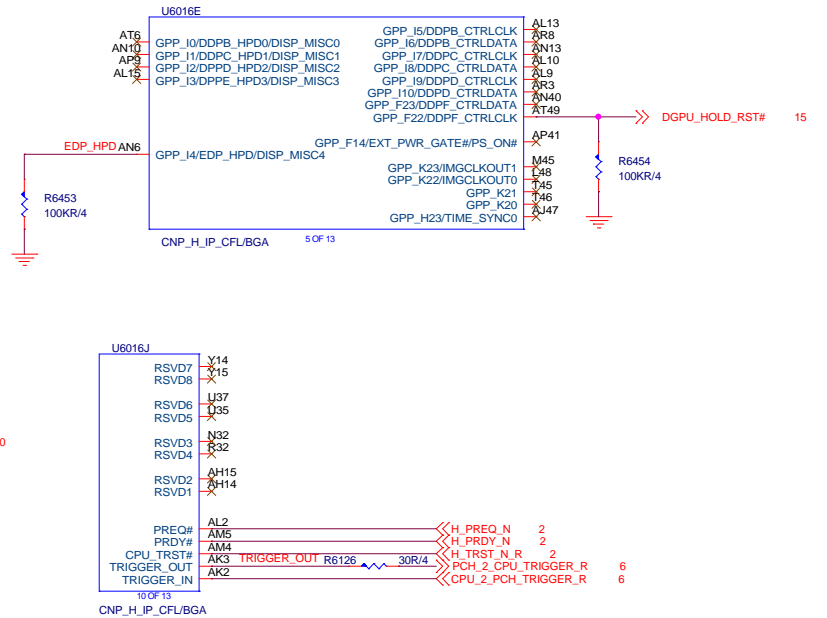 U6016E
AT6 GPP_I0/DDPB_HPD0/DISP_MISC0
AN10 GPP_I1/DDPC_HPD1/DISP_MISC1
AP9 GPP_I2/DPPD_HPD2/DISP_MISC2
AL15 GPP_I3/DPPE_HPD3/DISP_MISC3
EDP_HPD AN6 GPP_I4/EDP_HPD/DISP_MISC4
GPP_I5/DDPB_CTRLCLK AL13
GPP_I6/DDPB_CTRLDATA AR8
GPP_I7/DDPC_CTRLCLK AN13
GPP_I8/DDPC_CTRLDATA AL10
GPP_I9/DDPD_CTRLCLK AL9
GPP_I10/DDPD_CTRLDATA AR3
GPP_F23/DDPF_CTRLDATA AN40
GPP_F22/DDPF_CTRLCLK AT49 DGPU_HOLD_RST# 15
GPP_F14/EXT_PWR_GATE#/PS_ON# AP41
GPP_K23/IMGCLKOUT1 M45
GPP_K22/IMGCLKOUT0 L48
GPP_K21 T45
GPP_K20 T46
GPP_H23/TIME_SYNC0 AJ47
R6454
100KR/4
R6453
100KR/4
CNP_H_IP_CFL/BGA 5 OF 13
U6016J
RSVD7 Y14
RSVD8 Y15
RSVD6 U37
RSVD5 U35
0
RSVD3 N32
RSVD4 R32
RSVD2 AH15
RSVD1 AH14
PREQ# AL2 H_PREQ_N 2
PRDY# AM5 H_PRDY_N 2
CPU_TRST# AM4 H_TRST_N_R 2
TRIGGER_OUT AK3 TRIGGER_OUT R6126 30R/4 PCH_2_CPU_TRIGGER_R 6
TRIGGER_IN AK2 CPU_2_PCH_TRIGGER_R 6
10 OF 13
CNP_H_IP_CFL/BGA